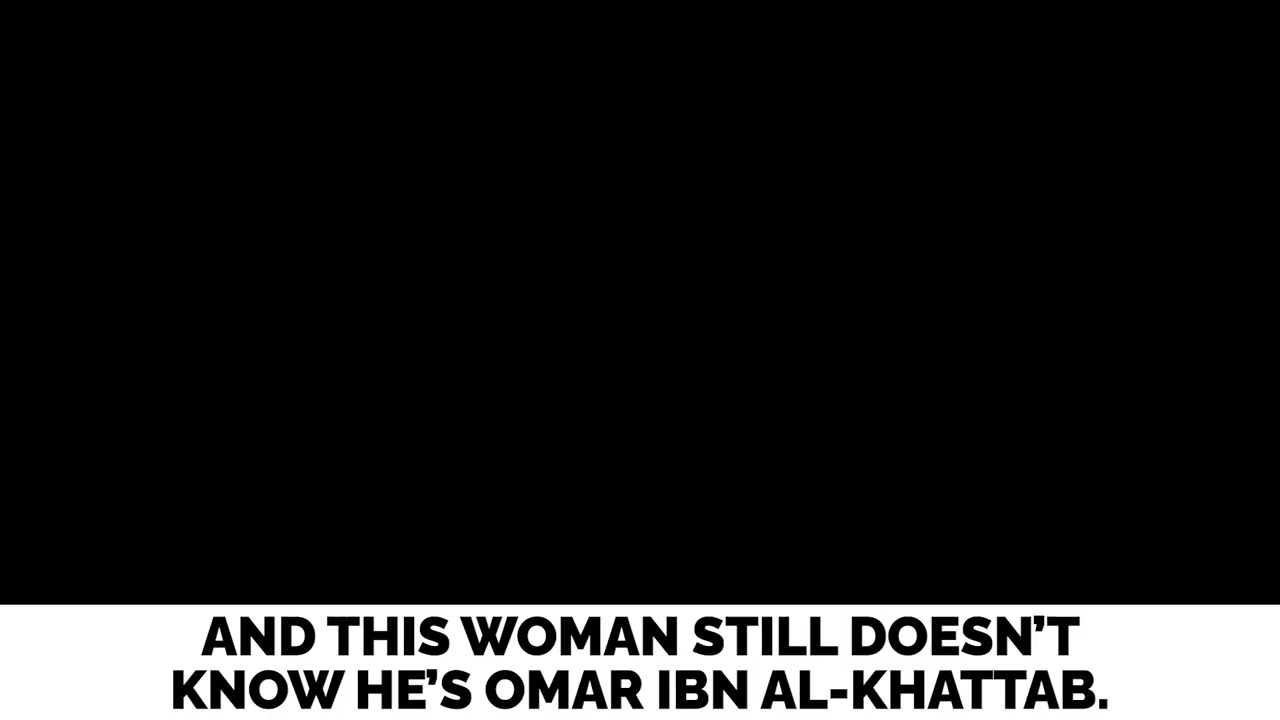 AND THIS WOMAN STILL DOESN’T
KNOW HE’S OMAR IBN AL-KHATTAB.